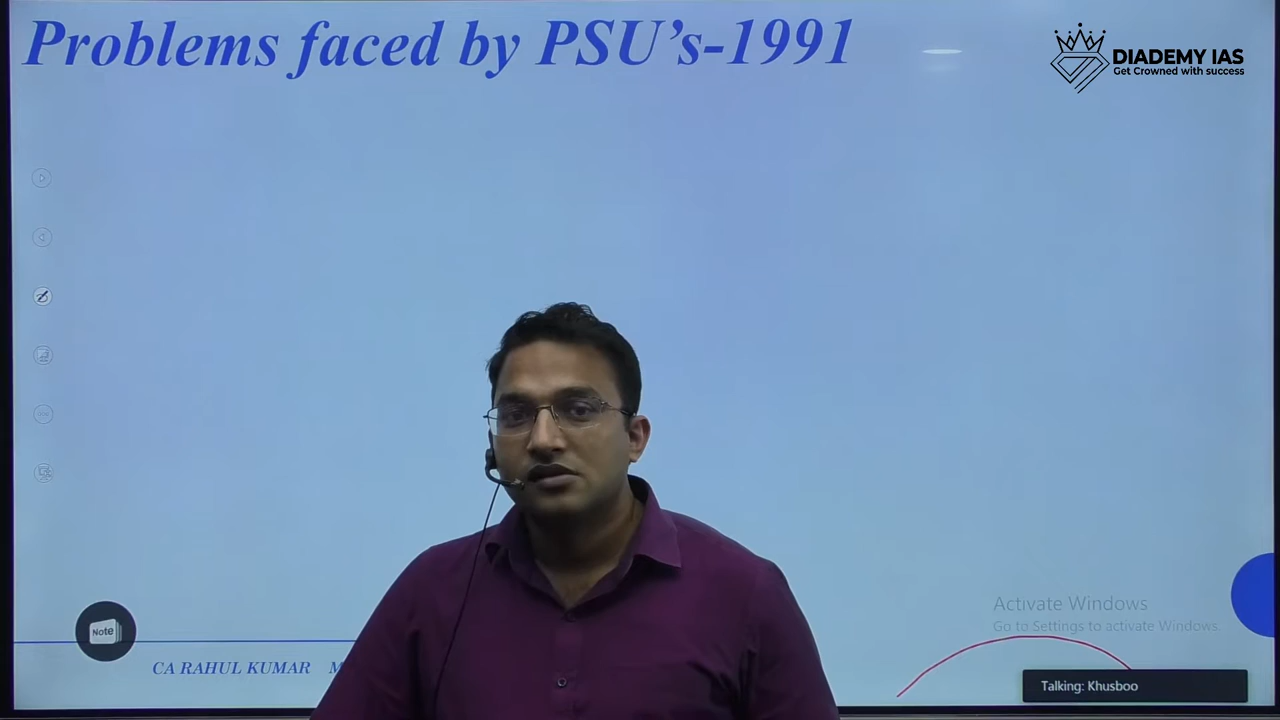 Problems faced by PSU's-1991
DIADEMY IAS
Get Crowned with success
Activate Windows
Go to Settings to activate Windows.
Note
CA RAHUL KUMAR M
Talking: Khusboo